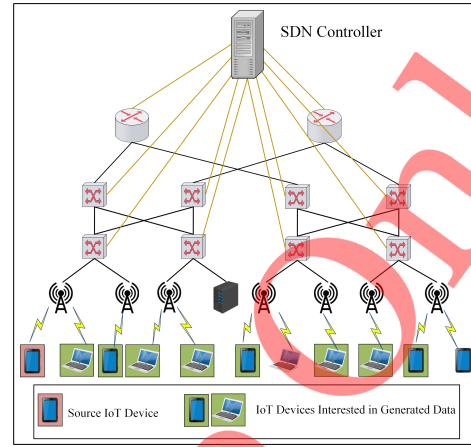 SDN Controller
Source IoT Device
IoT Devices Interested in Generated Data